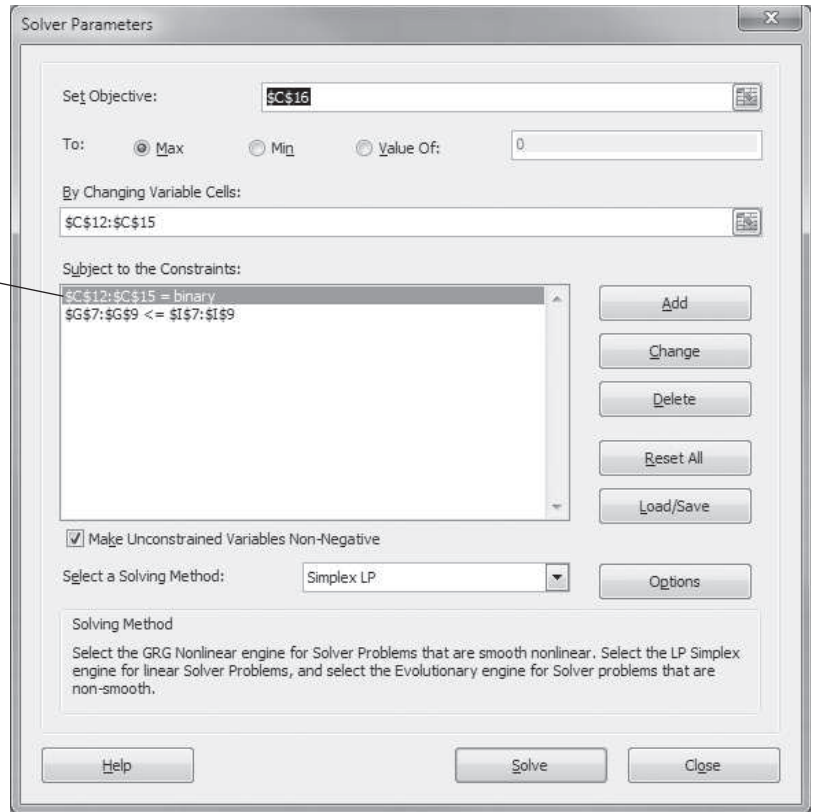 Solver Parameters
Set Objective:
$C$16
To:
Max
Min
Value Of:
0
By Changing Variable Cells:
$C$12:$C$15
Subject to the Constraints:
$C$12:$C$15 = binary
$G$7:$G$9 <= $I$7:$I$9
Add
Change
Delete
Reset All
Load/Save
Make Unconstrained Variables Non-Negative
Select a Solving Method:
Simplex LP
Options
Solving Method
Select the GRG Nonlinear engine for Solver Problems that are smooth nonlinear. Select the LP Simplex
engine for linear Solver Problems, and select the Evolutionary engine for Solver problems that are
non-smooth.
Help
Solve
Close